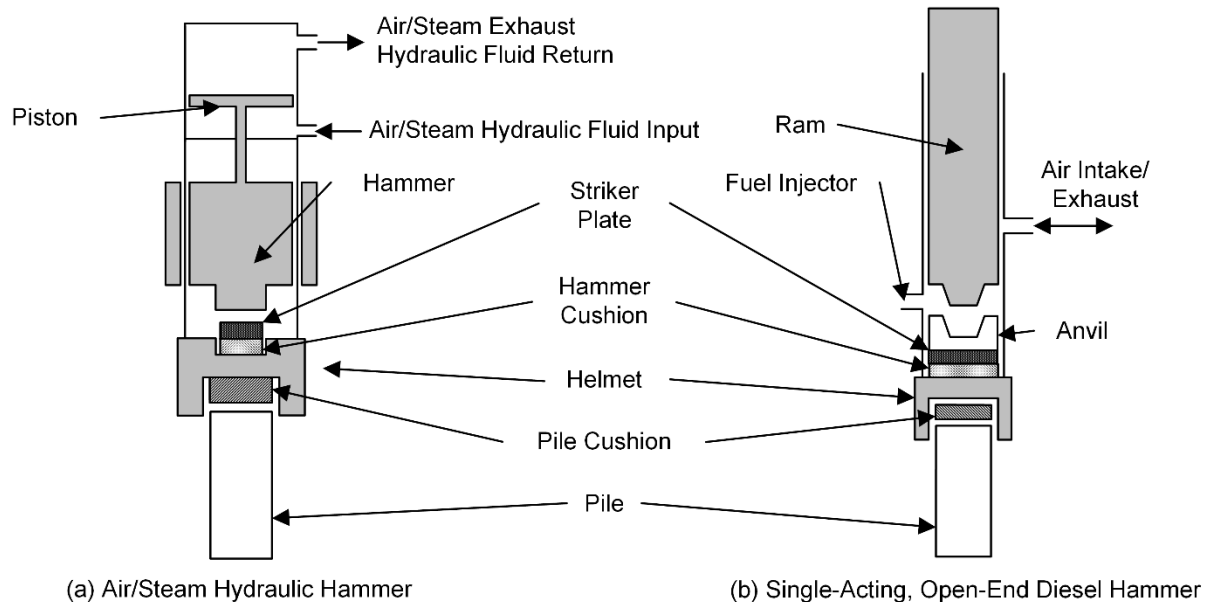 Air/Steam Exhaust
Hydraulic Fluid Return
Piston
Air/Steam Hydraulic Fluid Input
Ram
Hammer
Striker
Plate
Fuel Injector
Air Intake/
Exhaust
Hammer
Cushion
Anvil
Helmet
Pile Cushion
Pile
(a) Air/Steam Hydraulic Hammer
(b) Single-Acting, Open-End Diesel Hammer